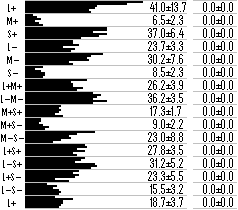 L+ 41.0±13.7 0.0±0.0
M+ 6.5±2.3 0.0±0.0
S+ 37.0±6.4 0.0±0.0
L- 23.7±3.3 0.0±0.0
M- 30.2±7.6 0.0±0.0
S- 8.5±2.3 0.0±0.0
L+M+ 26.2±3.9 0.0±0.0
L-M- 36.2±3.5 0.0±0.0
M+S+ 17.3±1.7 0.0±0.0
M+S- 9.0±2.2 0.0±0.0
M-S- 23.0±8.8 0.0±0.0
L+S+ 27.8±3.5 0.0±0.0
L-S+ 31.2±5.2 0.0±0.0
L+S- 23.3±5.5 0.0±0.0
L-S- 15.5±3.2 0.0±0.0
L+ 18.7±3.7 0.0±0.0